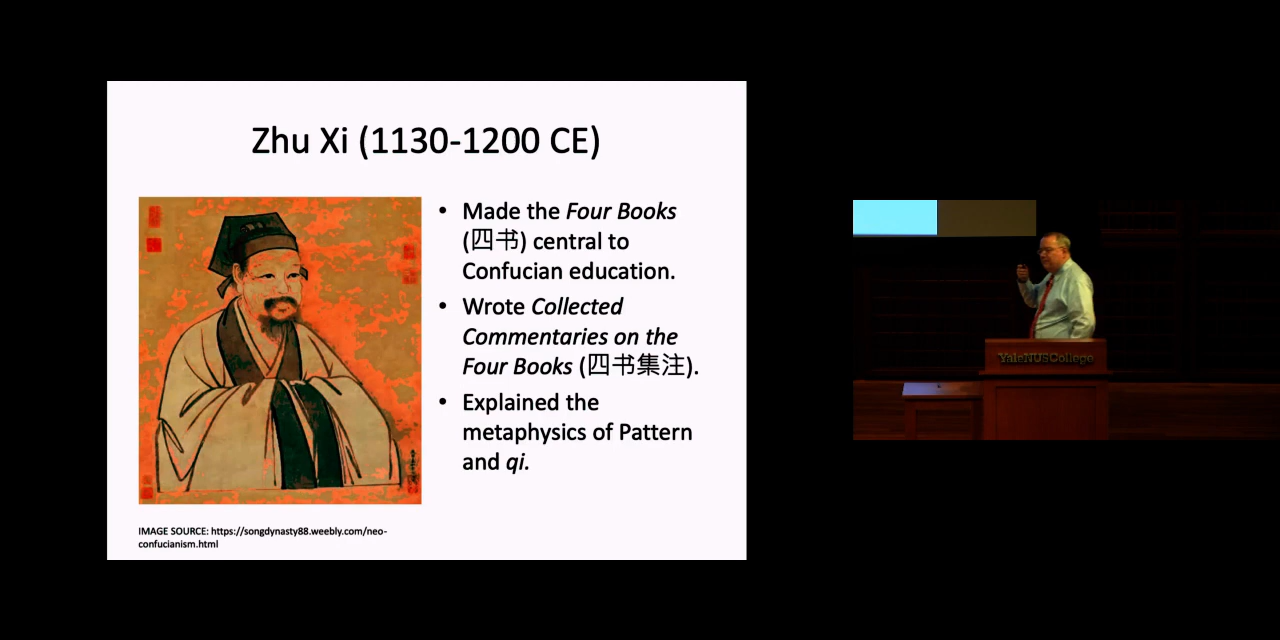 Zhu Xi (1130-1200 CE)
• Made the Four Books
(四书) central to
Confucian education.
• Wrote Collected
Commentaries on the
Four Books (四书集注).
• Explained the
metaphysics of Pattern
and qi.
IMAGE SOURCE: https://songdynasty88.weebly.com/neo-
confucianism.html
YaleNUSCollege